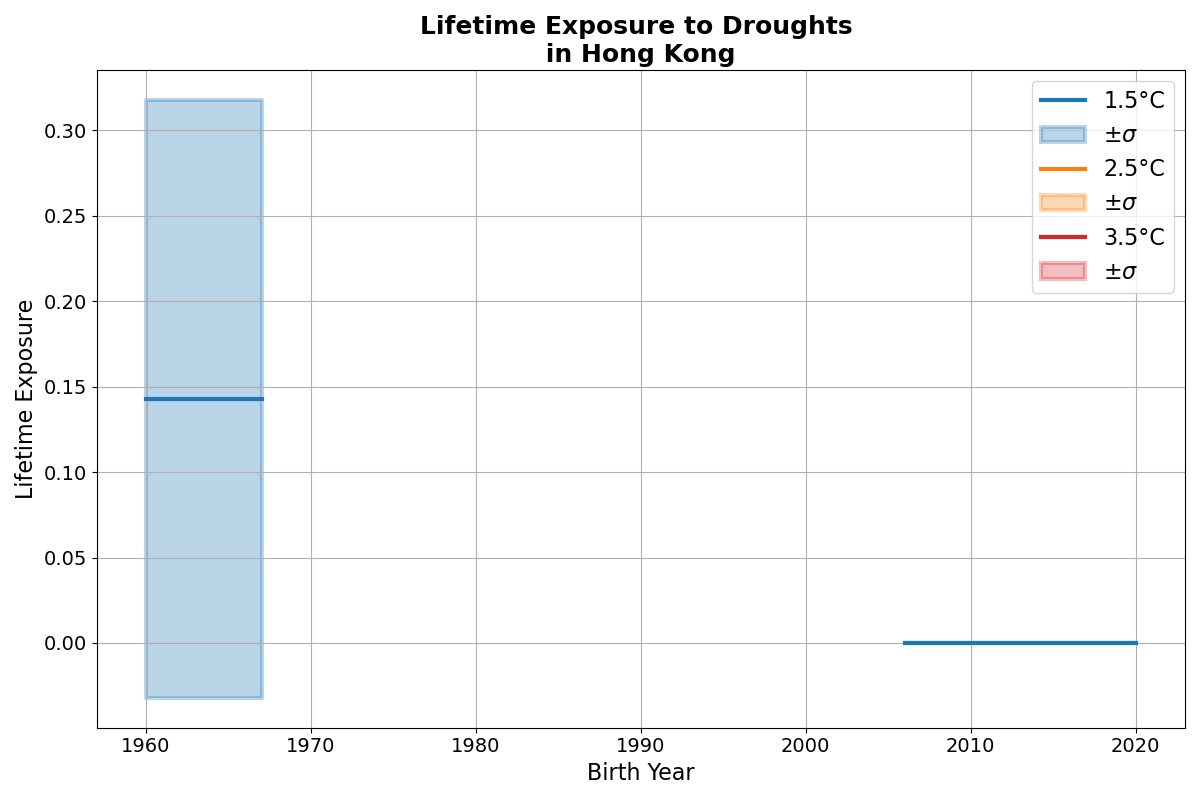 Lifetime Exposure to Droughts
in Hong Kong
1.5°C
±σ
2.5°C
±σ
3.5°C
±σ
Lifetime Exposure
0.30
0.25
0.20
0.15
0.10
0.05
0.00
1960 1970 1980 1990 2000 2010 2020
Birth Year